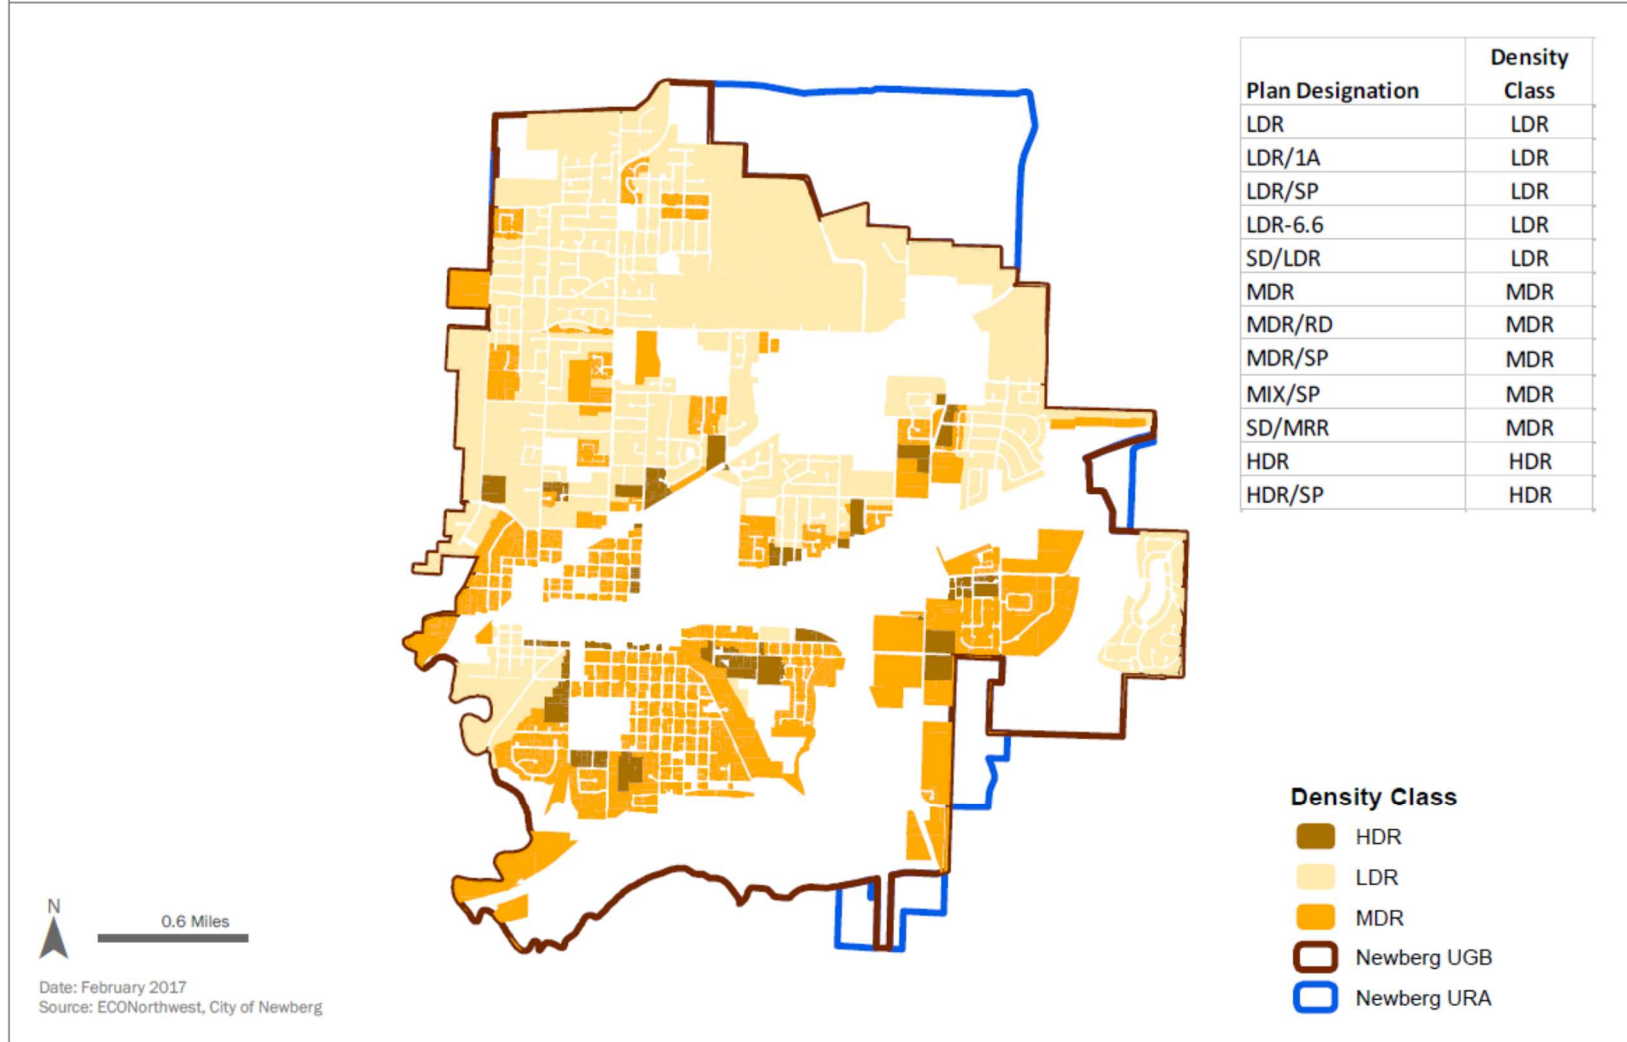 Plan Designation Density Class
LDR LDR
LDR/1A LDR
LDR/SP LDR
LDR-6.6 LDR
SD/LDR LDR
MDR MDR
MDR/RD MDR
MDR/SP MDR
MIX/SP MDR
SD/MRR MDR
HDR HDR
HDR/SP HDR
Density Class
HDR
LDR
MDR
Newberg UGB
Newberg URA
N
0.6 Miles
Date: February 2017
Source: ECONorthwest, City of Newberg